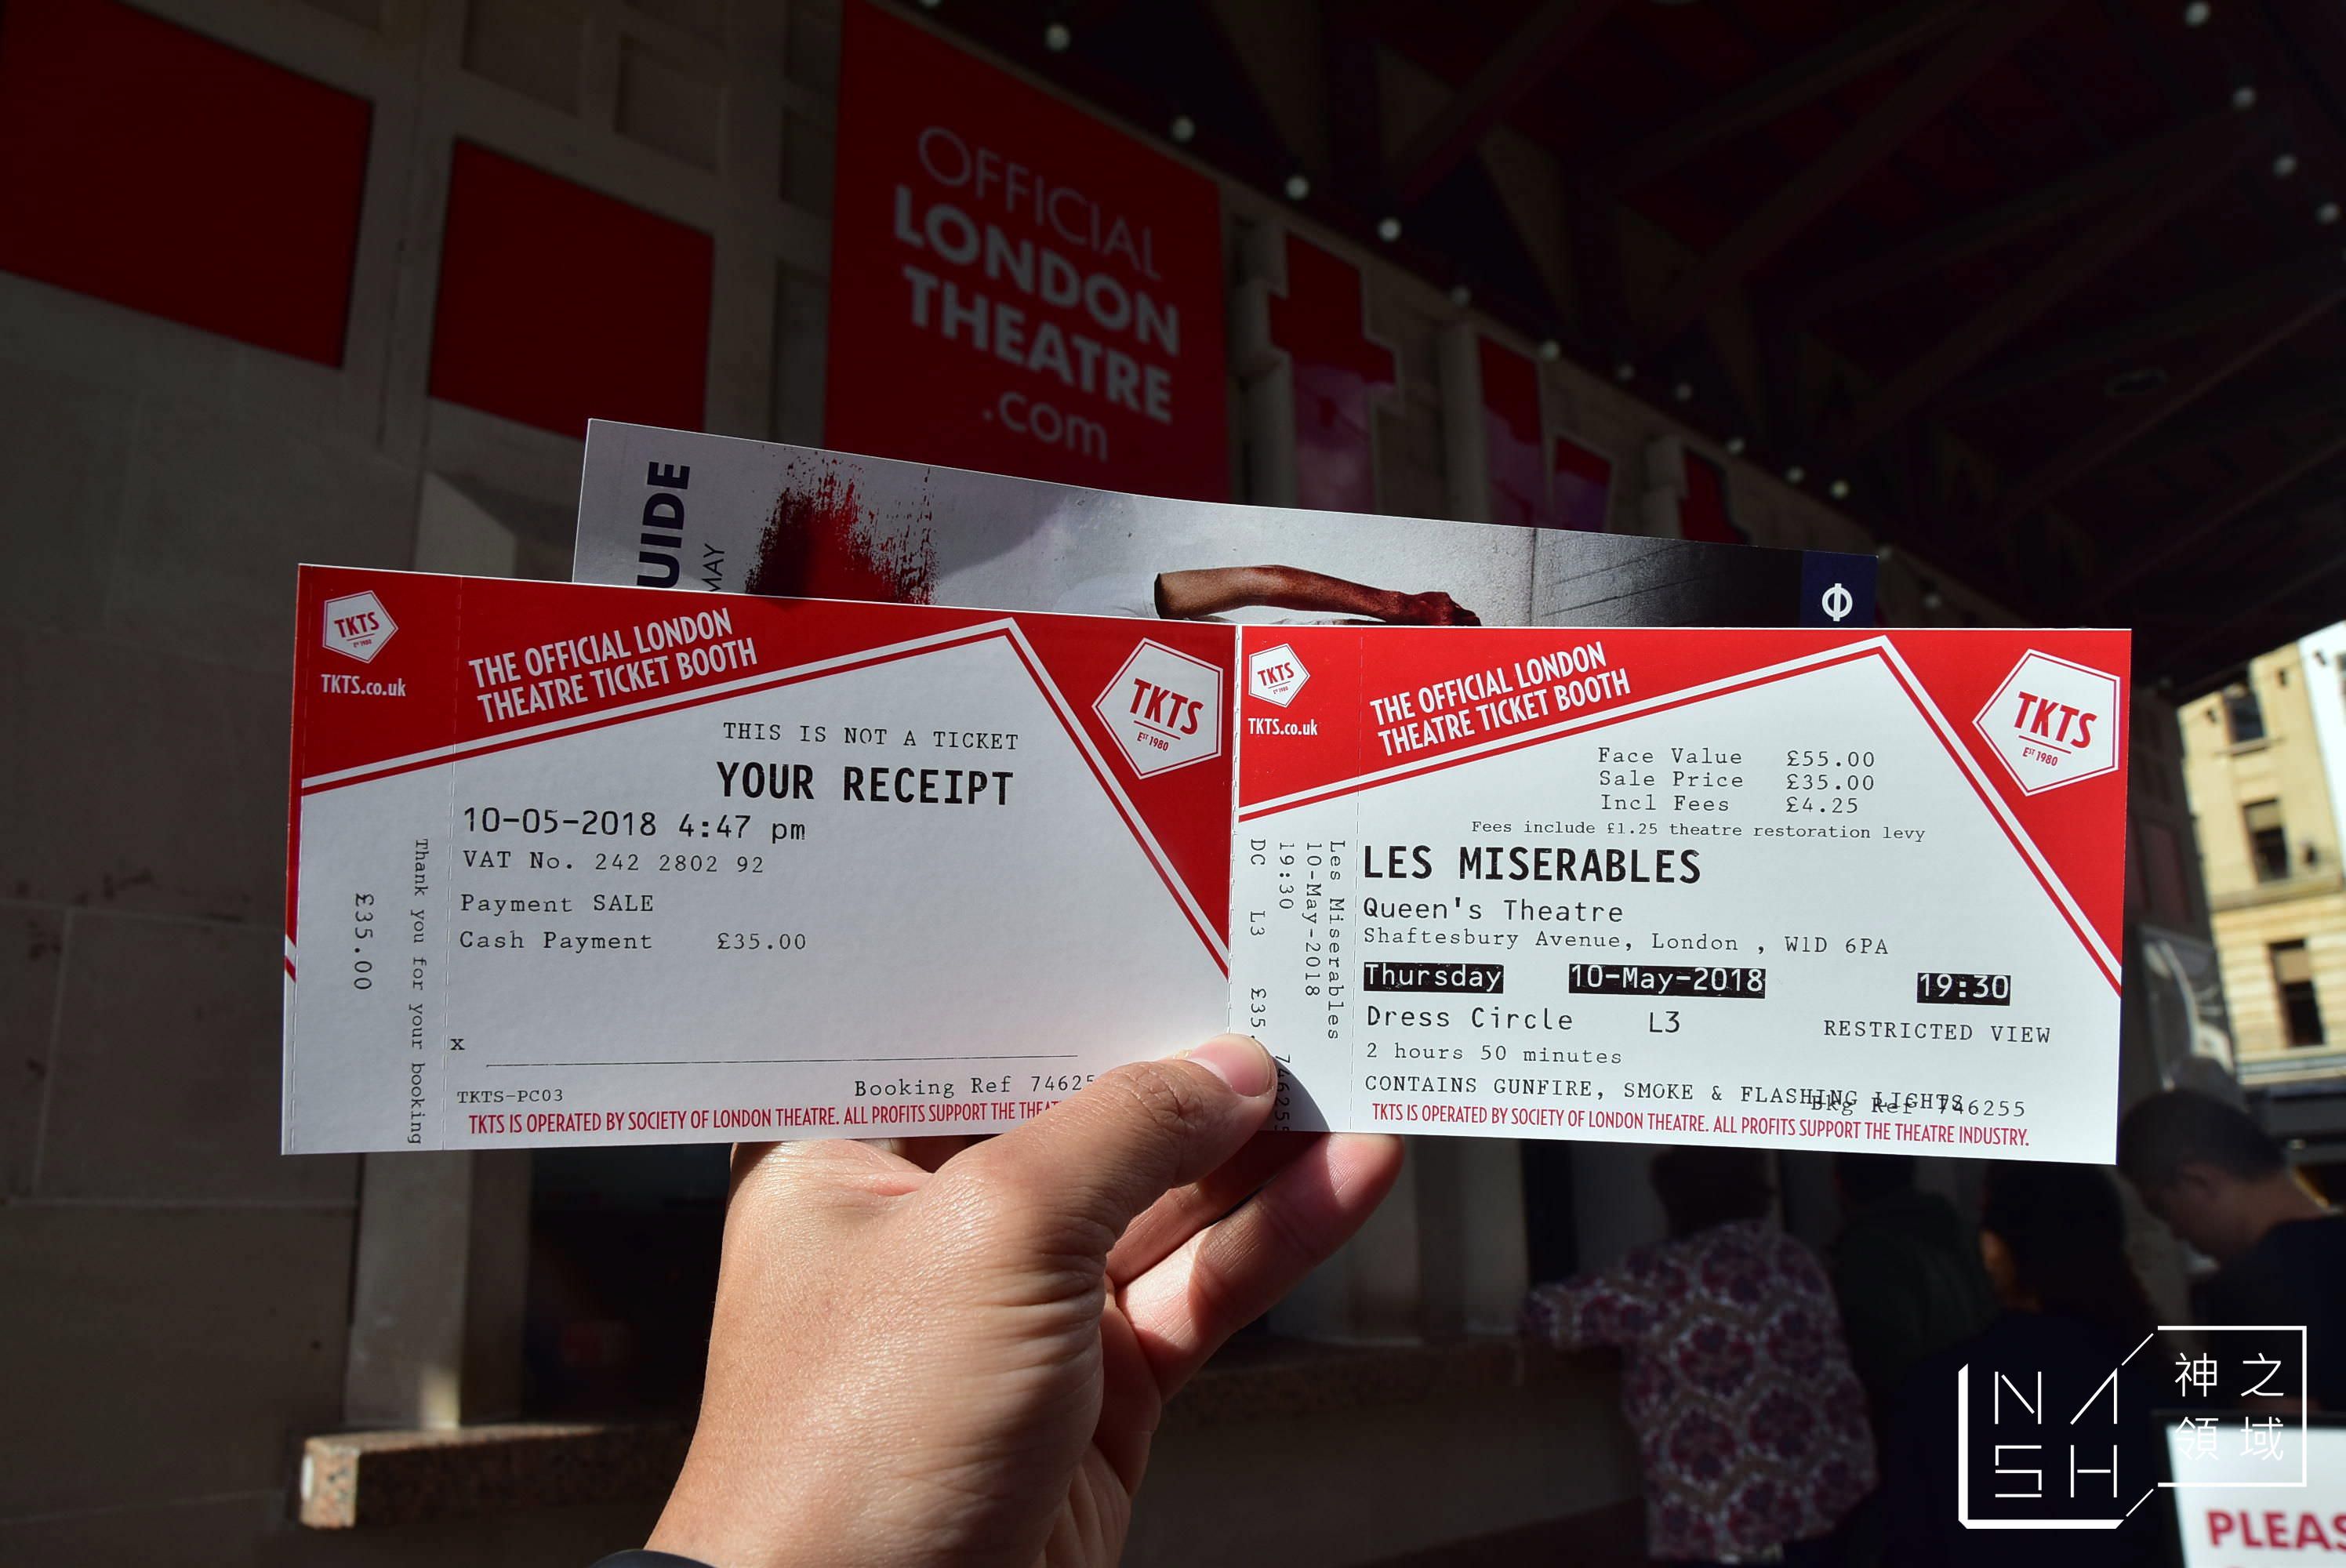 OFFICIAL
LONDON
THEATRE
.com
UIDE
MAY
TKTS
EST 1980
TKTS.co.uk
THE OFFICIAL LONDON
THEATRE TICKET BOOTH
TKTS
EST 1980
THIS IS NOT A TICKET
YOUR RECEIPT
10-05-2018 4:47 pm
VAT No. 242 2802 92
Payment SALE
Cash Payment £35.00
x
TKTS-PC03
Booking Ref 74625
TKTS IS OPERATED BY SOCIETY OF LONDON THEATRE. ALL PROFITS SUPPORT THE THEAT
£35.00
Thank you for your booking
TKTS
EST 1980
TKTS.co.uk
THE OFFICIAL LONDON
THEATRE TICKET BOOTH
TKTS
EST 1980
Face Value £55.00
Sale Price £35.00
Incl Fees £4.25
Fees include £1.25 theatre restoration levy
LES MISERABLES
Queen's Theatre
Shaftesbury Avenue, London , W1D 6PA
Thursday 10-May-2018 19:30
Dress Circle L3 RESTRICTED VIEW
2 hours 50 minutes
CONTAINS GUNFIRE, SMOKE & FLASHING LIGHTS
Bkg Ref 746255
TKTS IS OPERATED BY SOCIETY OF LONDON THEATRE. ALL PROFITS SUPPORT THE THEATRE INDUSTRY.
Les Miserables
10-May-2018
19:30
DC L3 £35.
746255
NASH
神之
領域
PLEAS